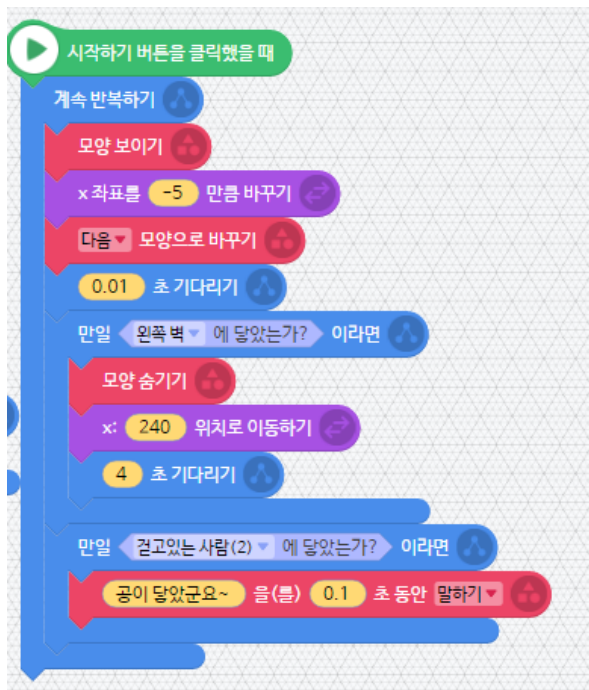 시작하기 버튼을 클릭했을 때
계속 반복하기
모양 보이기
x 좌표를 -5 만큼 바꾸기
다음 모양으로 바꾸기
0.01 초 기다리기
만일 왼쪽 벽 에 닿았는가? 이라면
모양 숨기기
x: 240 위치로 이동하기
4 초 기다리기
만일 걷고있는 사람(2) 에 닿았는가? 이라면
공이 닿았군요~ 을(를) 0.1 초 동안 말하기